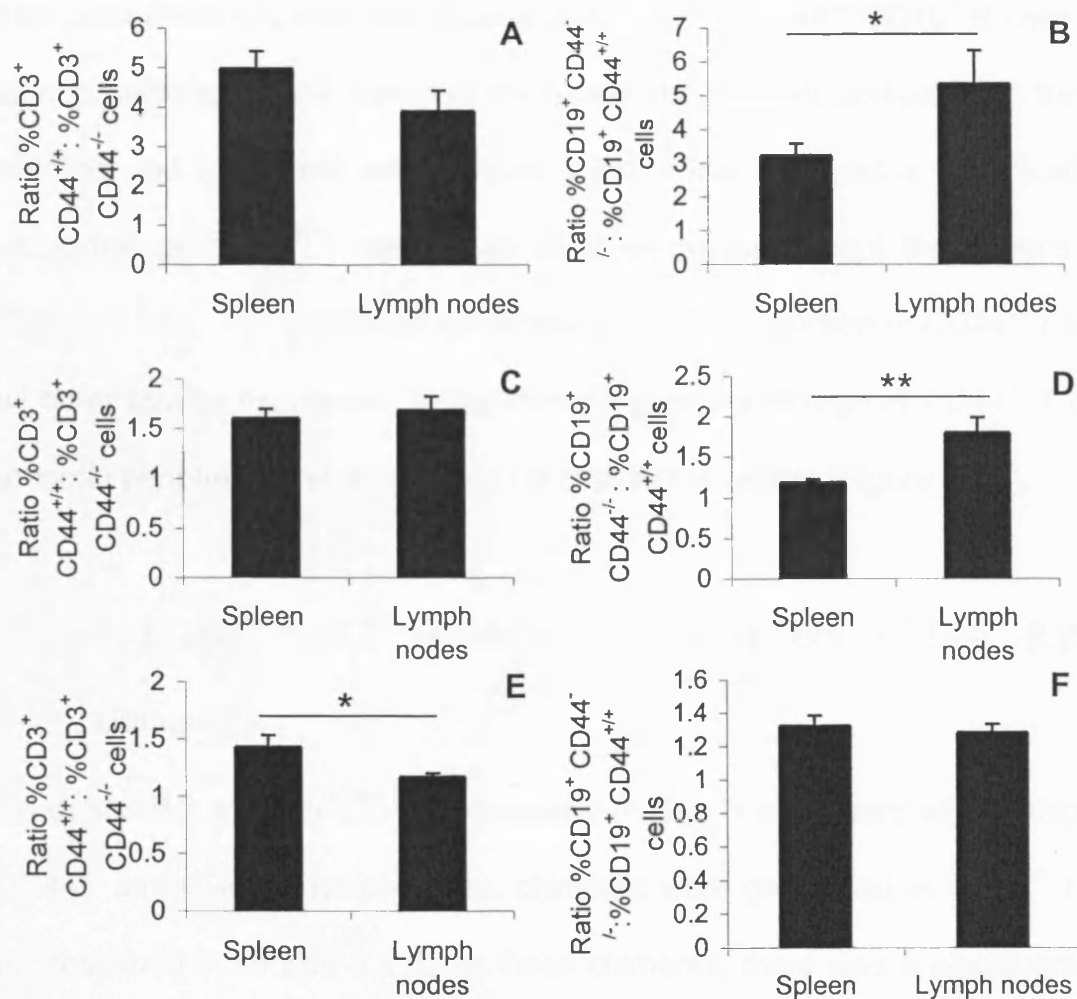 A
Ratio %CD3⁺
CD44⁺/⁺: %CD3⁺
CD44⁻/⁻ cells
6
5
4
3
2
1
0
Spleen Lymph nodes
B
*
Ratio %CD19⁺ CD44⁻
/⁻: %CD19⁺ CD44⁺/⁺
cells
7
6
5
4
3
2
1
0
Spleen Lymph nodes
C
Ratio %CD3⁺
CD44⁺/⁺: %CD3⁺
CD44⁻/⁻ cells
2
1.5
1
0.5
0
Spleen Lymph
nodes
D
**
Ratio %CD19⁺
CD44⁻/⁻: %CD19⁺
CD44⁺/⁺ cells
2.5
2
1.5
1
0.5
0
Spleen Lymph
nodes
E
*
Ratio %CD3⁺
CD44⁺/⁺: %CD3⁺
CD44⁻/⁻ cells
2
1.5
1
0.5
0
Spleen Lymph
nodes
F
Ratio %CD19⁺ CD44⁻
/⁻:%CD19⁺ CD44⁺/⁺
cells
1.6
1.4
1.2
1
0.8
0.6
0.4
0.2
0
Spleen Lymph nodes